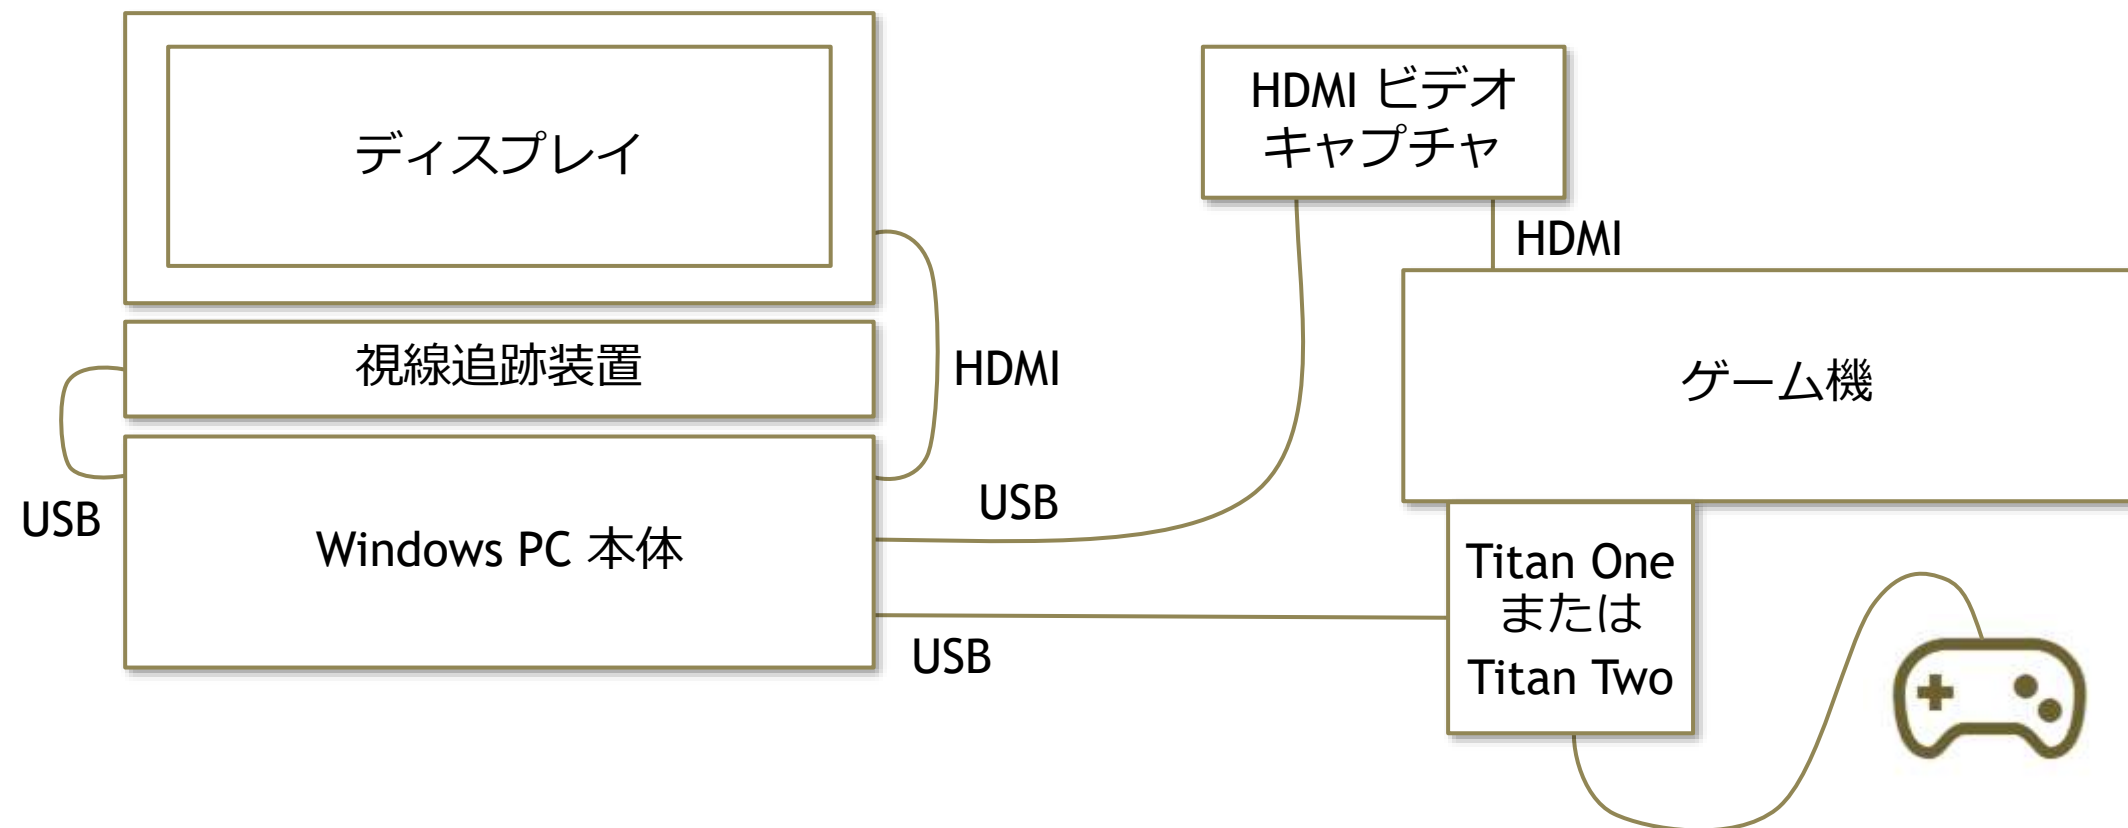 ディスプレイ
HDMI ビデオ
キャプチャ
HDMI
視線追跡装置
HDMI
ゲーム機
USB
USB
Windows PC 本体
Titan One
または
Titan Two
USB